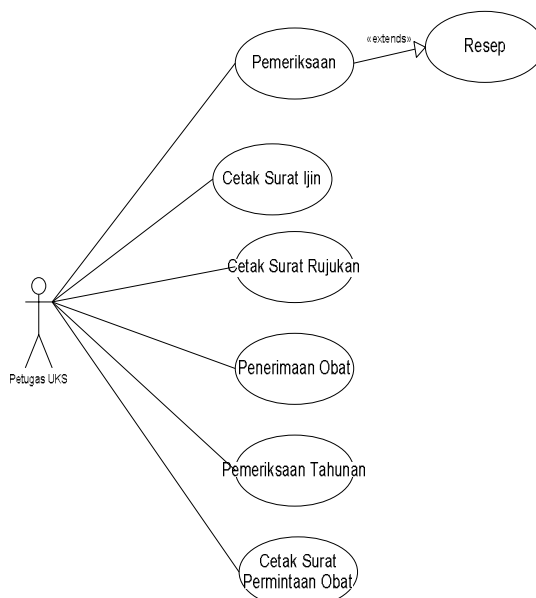 Pemeriksaan
«extends»
Resep
Cetak Surat Ijin
Cetak Surat Rujukan
Petugas UKS
Penerimaan Obat
Pemeriksaan Tahunan
Cetak Surat
Permintaan Obat